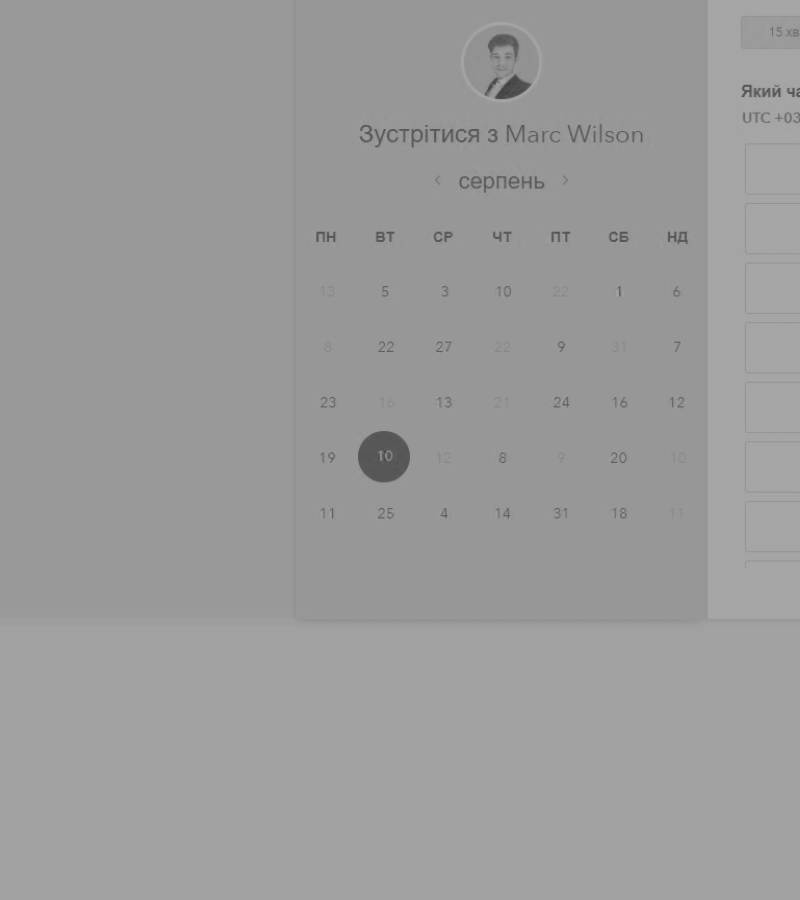 Зустрітися з Marc Wilson
серпень
ПН ВТ СР ЧТ ПТ СБ НД
13 5 3 10 22 1 6
8 22 27 22 9 31 7
23 16 13 21 24 16 12
19 10 12 8 9 20 10
11 25 4 14 31 18 11
15 хв
Який ча
UTC +03